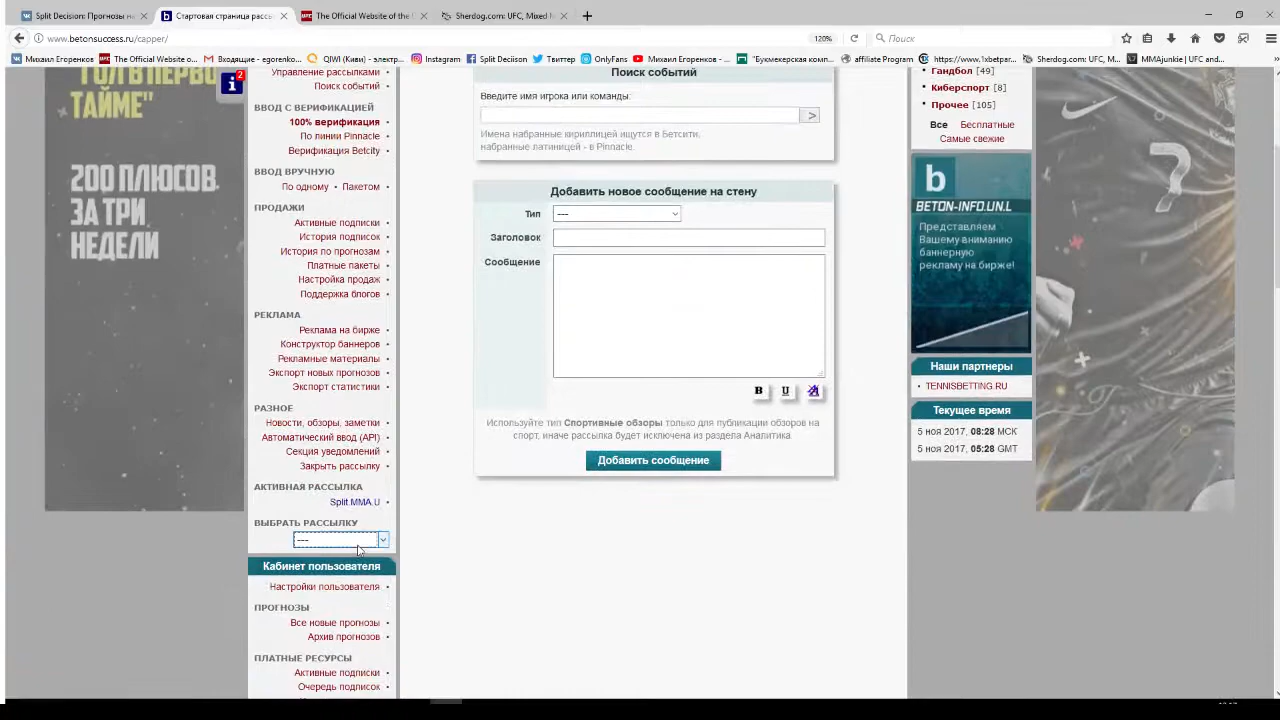 Split Decision: Прогнозы н
Стартовая страница рассы
The Official Website of the U
Sherdog.com: UFC, Mixed M
www.betonsuccess.ru/capper/
120%
Поиск
Михаил Егоренков
The Official Website o...
Входящие - egorenko...
QIWI (Киви) - электр...
Instagram
Split Deciison
Twitter
OnlyFans
Михаил Егоренков - ...
"Букмекерская комп...
affiliate Program
https://www.1xbetpar...
Sherdog.com: UFC, M...
MMAjunkie | UFC and...
ГОЛ В ПЕРВО
ТАЙМЕ"
200 ПЛЮСОВ
ЗА ТРИ
НЕДЕЛИ
2
Управление рассылками
Поиск событий
ВВОД С ВЕРИФИКАЦИЕЙ
100% верификация
По линии Pinnacle
Верификация Betcity
ВВОД ВРУЧНУЮ
По одному • Пакетом
ПРОДАЖИ
Активные подписки
История подписок
История по прогнозам
Платные пакеты
Настройка продаж
Поддержка блогов
РЕКЛАМА
Реклама на бирже
Конструктор баннеров
Рекламные материалы
Экспорт новых прогнозов
Экспорт статистики
РАЗНОЕ
Новости, обзоры, заметки
Автоматический ввод (API)
Секция уведомлений
Закрыть рассылку
АКТИВНАЯ РАССЫЛКА
Split.MMA.U
ВЫБРАТЬ РАССЫЛКУ
----
Кабинет пользователя
Настройки пользователя
ПРОГНОЗЫ
Все новые прогнозы
Архив прогнозов
ПЛАТНЫЕ РЕСУРСЫ
Активные подписки
Очередь подписок
Поиск событий
Введите имя игрока или команды:
>
Имена набранные кириллицей ищутся в Бетсити,
набранные латиницей - в Pinnacle.
Добавить новое сообщение на стену
Тип
----
Заголовок
Сообщение
B U A
Используйте тип Спортивные обзоры только для публикации обзоров на
спорт, иначе рассылка будет исключена из раздела Аналитика
Добавить сообщение
Гандбол [49]
Киберспорт [8]
Прочее [105]
Все Бесплатные
Самые свежие
b
BETON-INFO.UN.L
Представляем
Вашему вниманию
баннерную
рекламу на бирже!
Наши партнеры
TENNISBETTING.RU
Текущее время
5 ноя 2017, 08:28 МСК
5 ноя 2017, 05:28 GMT
?